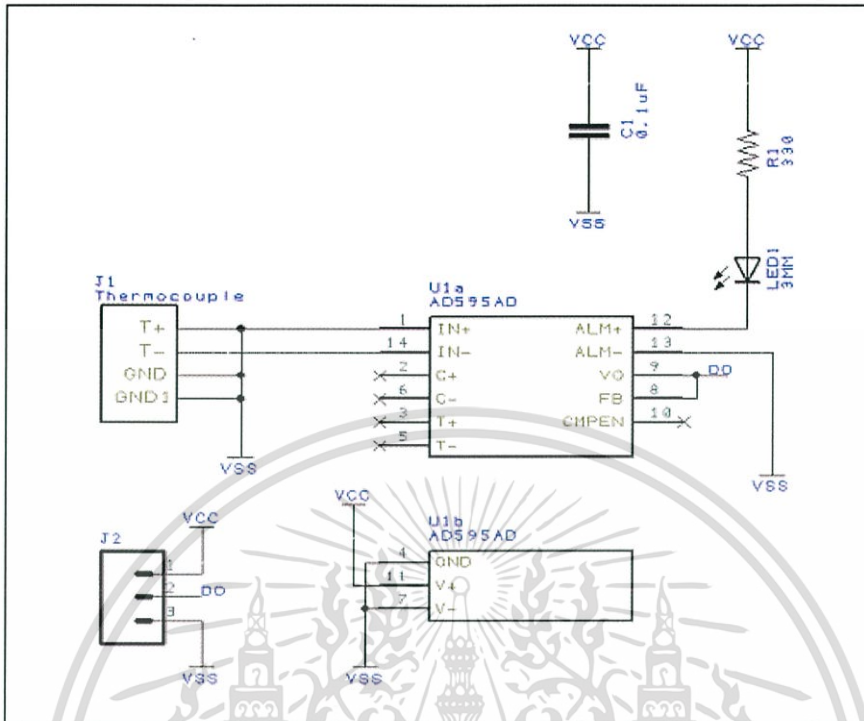 VCC
VCC
C1
0.1uF
R1
330
VSS
LED1
3MM
J1
Thermocouple
T+
T-
GND
GND1
VSS
U1a
AD595AD
1 IN+
14 IN-
2 C+
6 C-
3 T+
5 T-
ALM+ 12
ALM- 13
VO 9
FB 8
CMPEN 10
DO
VSS
J2
VCC
1
2 DO
3
VSS
VCC
U1b
AD595AD
4 GND
11 V+
7 V-
VSS